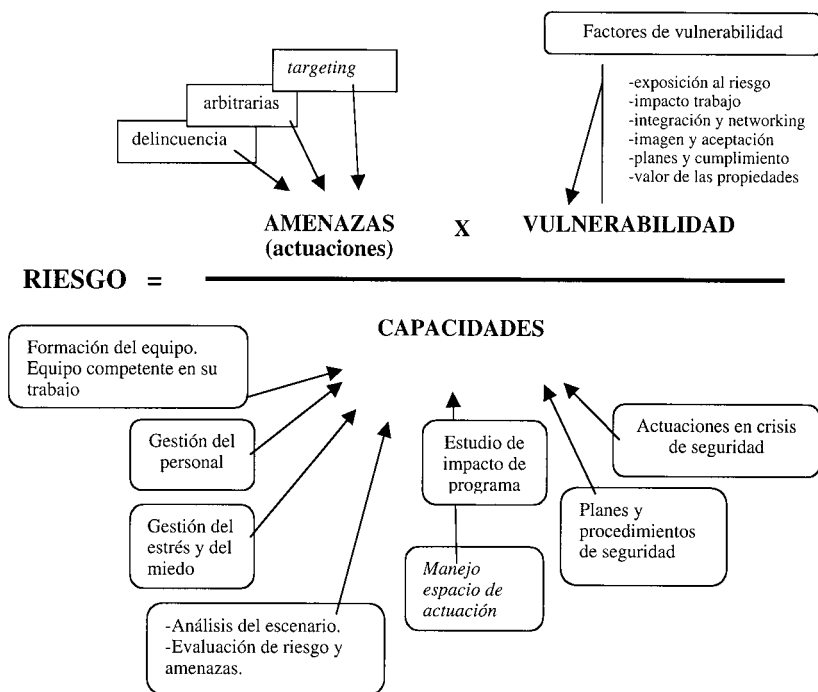 Factores de vulnerabilidad
targeting
arbitrarias
delincuencia
-exposición al riesgo
-impacto trabajo
-integración y networking
-imagen y aceptación
-planes y cumplimiento
-valor de las propiedades
AMENAZAS X VULNERABILIDAD
(actuaciones)
RIESGO =
CAPACIDADES
Formación del equipo.
Equipo competente en su
trabajo
Gestión del
personal
Gestión del
estrés y del
miedo
-Análisis del escenario.
-Evaluación de riesgo y
amenazas.
Estudio de
impacto de
programa
Manejo
espacio de
actuación
Actuaciones en crisis
de seguridad
Planes y
procedimientos
de seguridad